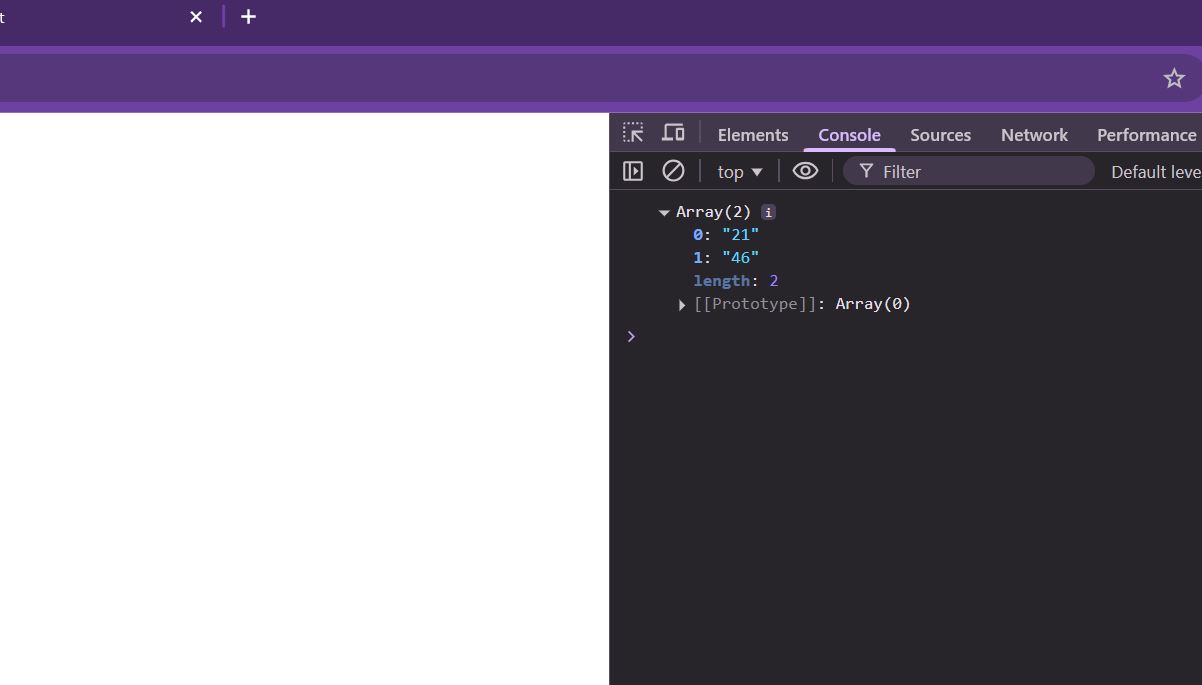 t
Elements Console Sources Network Performance
top Filter Default leve
Array(2) i
0: "21"
1: "46"
length: 2
[[Prototype]]: Array(0)